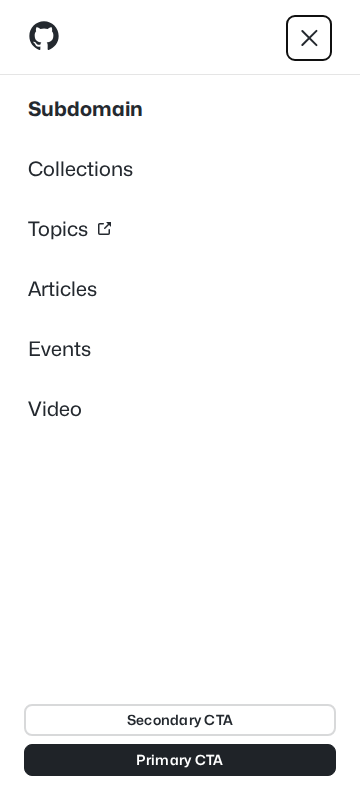 Subdomain
Collections
Topics
Articles
Events
Video
Secondary CTA
Primary CTA